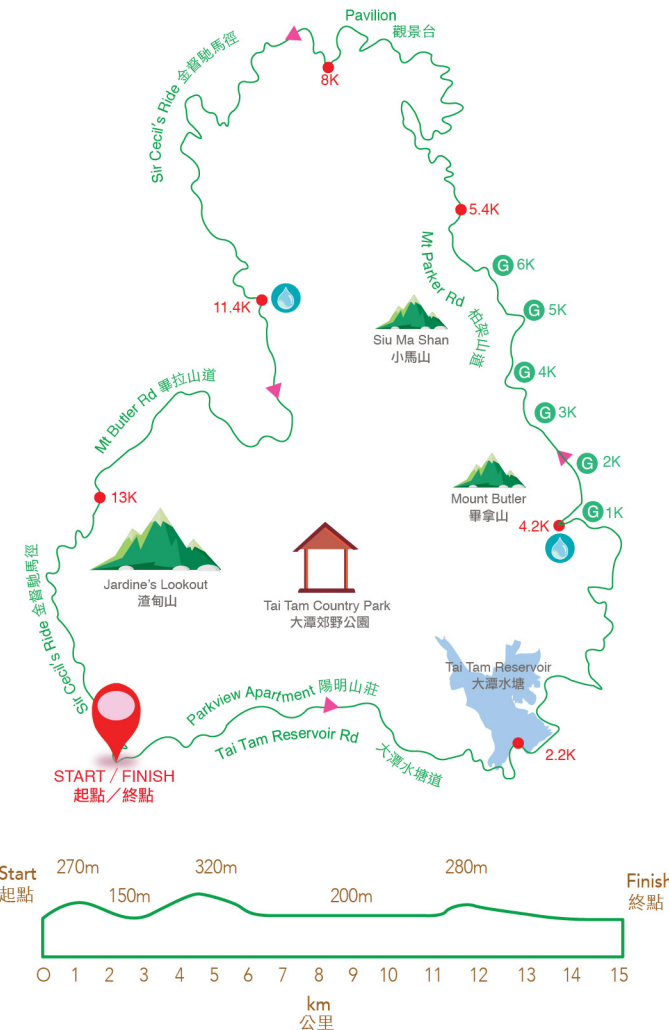 Pavilion
觀景台
8K
Sir Cecil's Ride 金督馳馬徑
5.4K
G 6K
Mt Parker Rd 柏架山道
G 5K
11.4K
Siu Ma Shan
小馬山
G 4K
Mt Butler Rd 畢拉山道
G 3K
G 2K
Mount Butler
畢拿山
13K
G 1K
4.2K
Jardine's Lookout
渣甸山
Tai Tam Country Park
大潭郊野公園
Sir Cecil's Ride 金督馳馬徑
Tai Tam Reservoir
大潭水塘
Parkview Apartment 陽明山莊
Tai Tam Reservoir Rd 大潭水塘道
2.2K
START / FINISH
起點／終點
Start
起點
270m
150m
320m
200m
280m
Finish
終點
0 1 2 3 4 5 6 7 8 9 10 11 12 13 14 15
km
公里